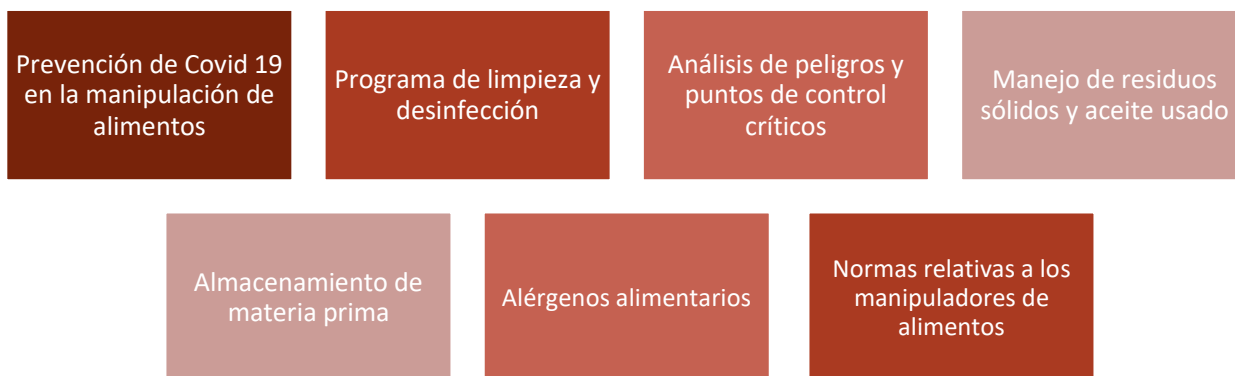 Prevención de Covid 19
en la manipulación de
alimentos
Programa de limpieza y
desinfección
Análisis de peligros y
puntos de control
críticos
Manejo de residuos
sólidos y aceite usado
Almacenamiento de
materia prima
Alérgenos alimentarios
Normas relativas a los
manipuladores de
alimentos